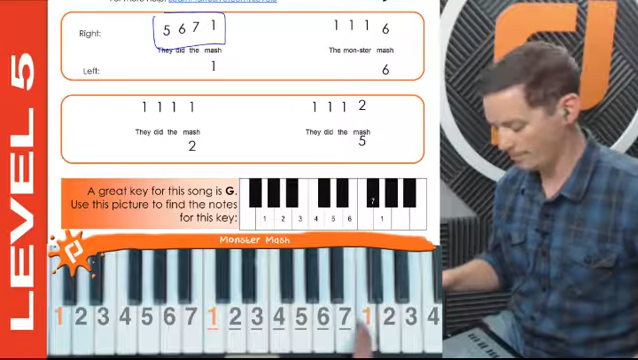 Right: 5 6 7 1 1 1 1 6
They did the mash The mon-ster mash
Left: 1 6
1 1 1 1 1 1 1 2
They did the mash They did the mash
2 5
A great key for this song is G.
Use this picture to find the notes
for this key:
7
1 2 3 4 5 6 1
LEVEL 5
Monster Mash
1 2 3 4 5 6 7 1 2 3 4 5 6 7 1 2 3 4